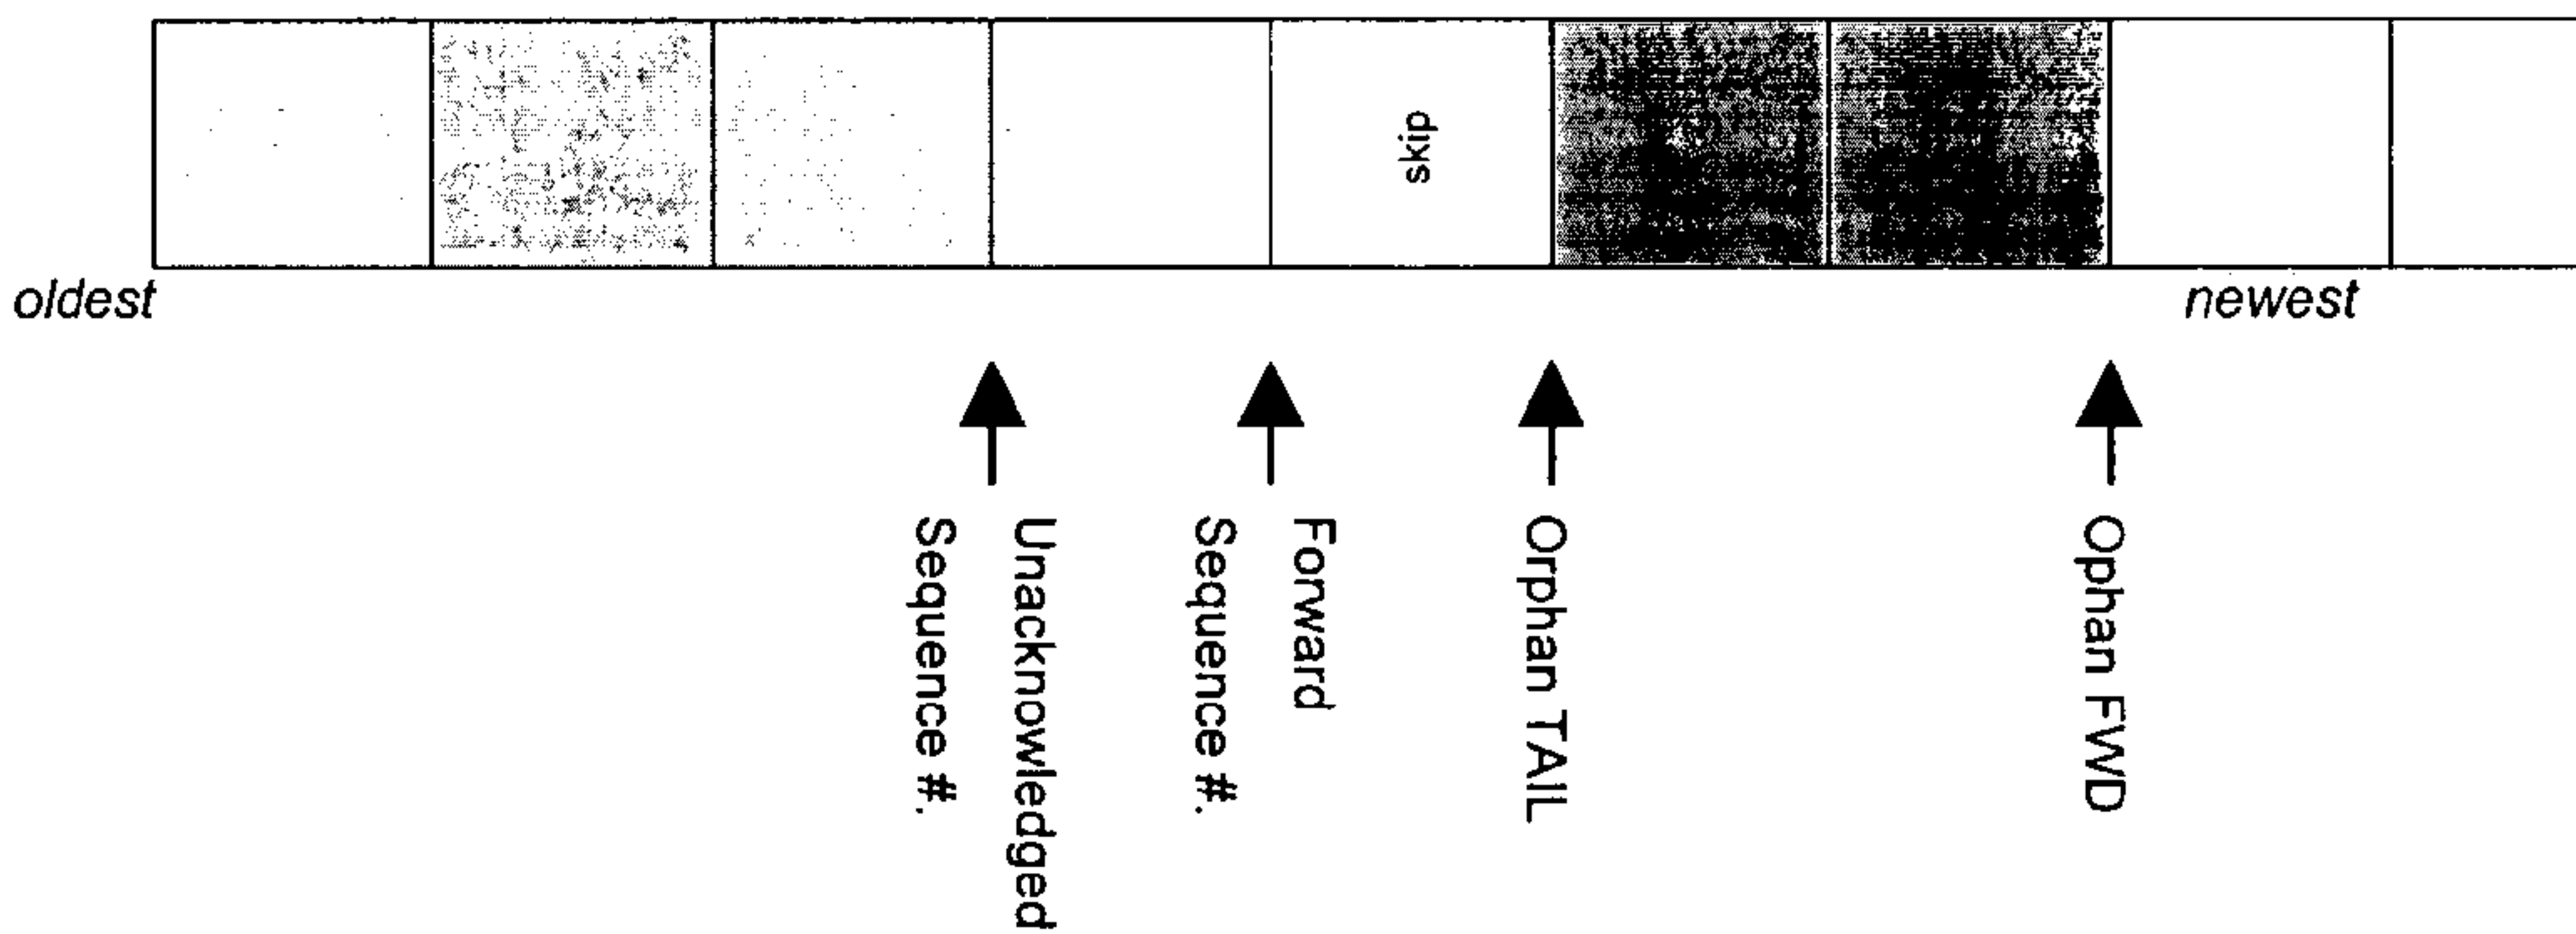 skip
oldest
newest
Unacknowledged
Sequence #.
Forward
Sequence #.
Orphan TAIL
Ophan FWD